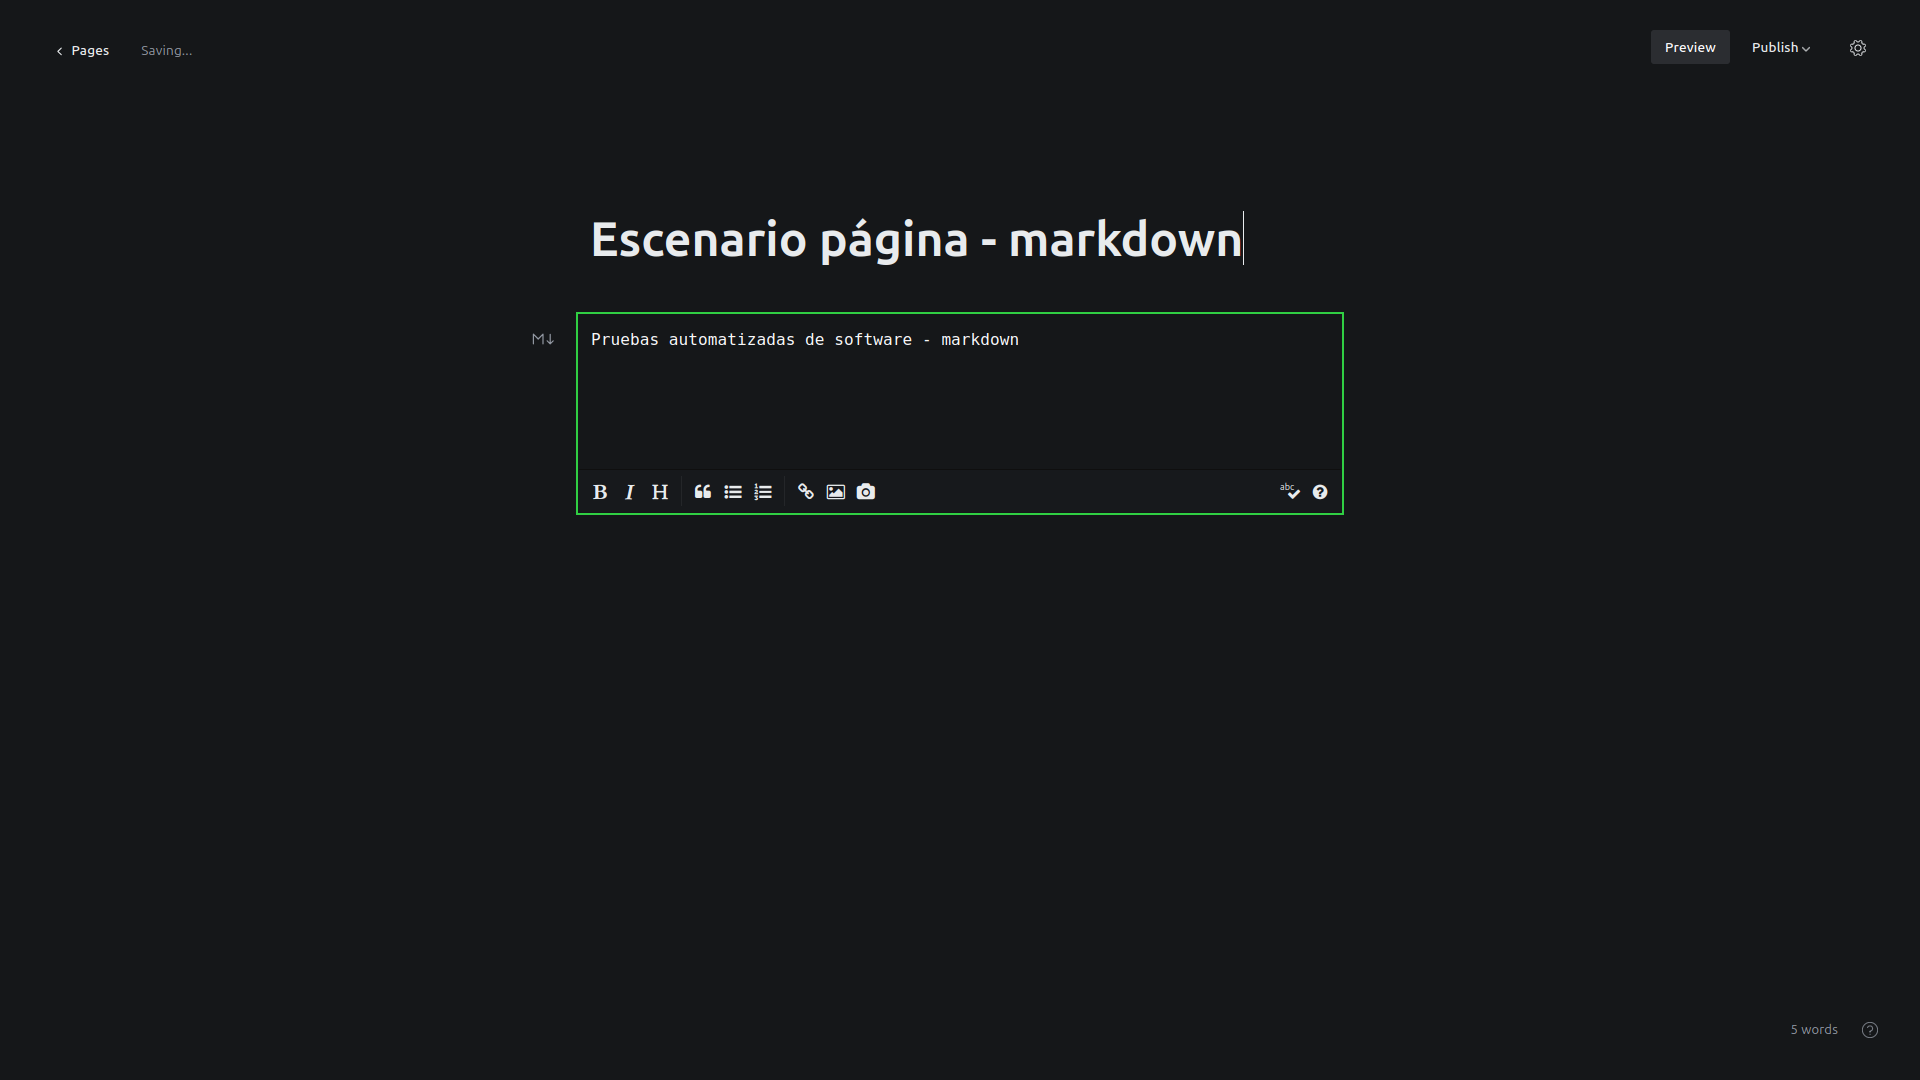 Pages
Saving...
Preview
Publish
Escenario página - markdown
M↓
Pruebas automatizadas de software - markdown
B I H
abc
5 words